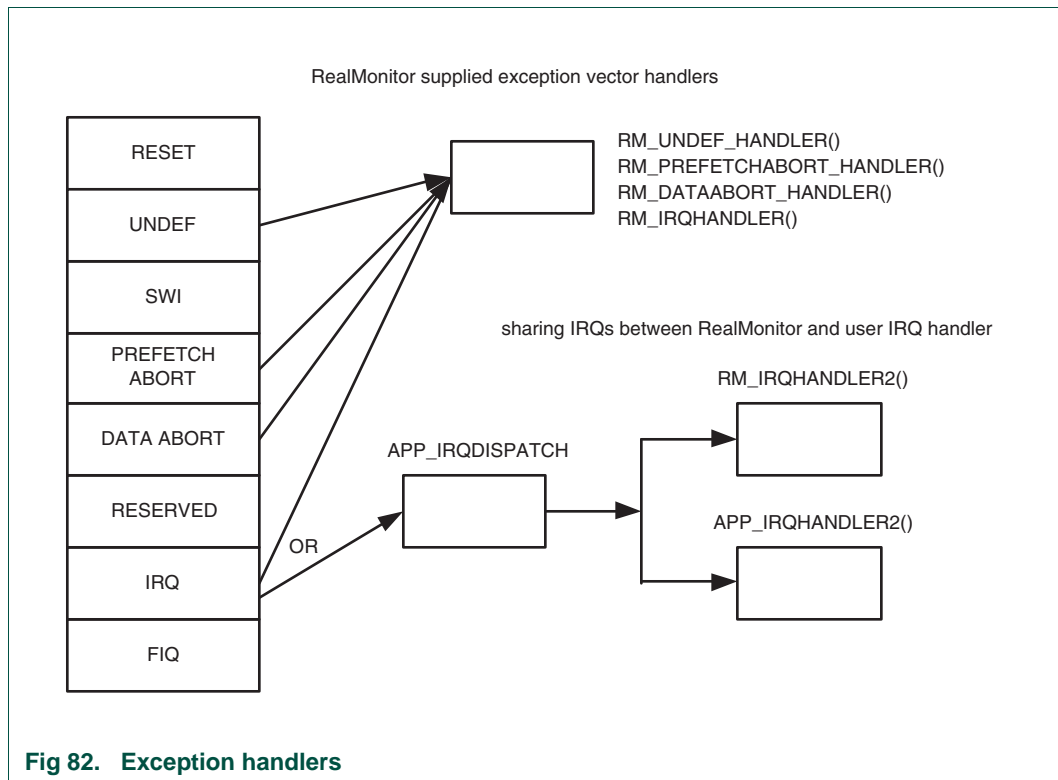 RealMonitor supplied exception vector handlers
RESET
UNDEF
SWI
PREFETCH
ABORT
DATA ABORT
RESERVED
IRQ
FIQ
RM_UNDEF_HANDLER()
RM_PREFETCHABORT_HANDLER()
RM_DATAABORT_HANDLER()
RM_IRQHANDLER()
sharing IRQs between RealMonitor and user IRQ handler
RM_IRQHANDLER2()
APP_IRQDISPATCH
APP_IRQHANDLER2()
OR
Fig 82. Exception handlers